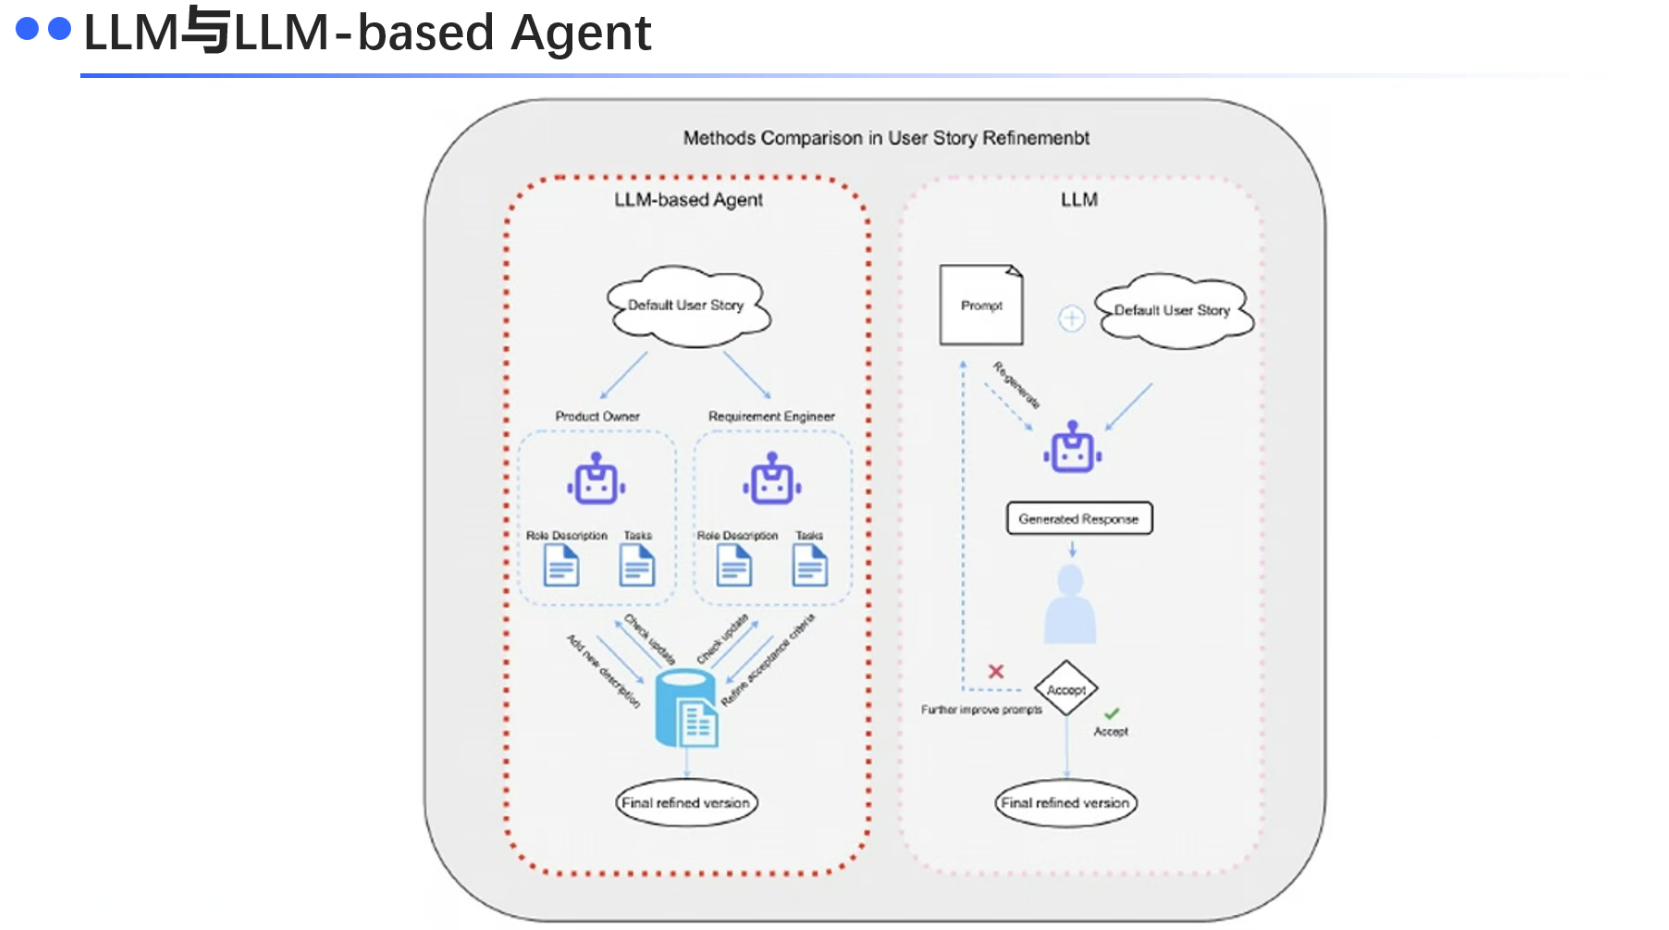 LLM与LLM-based Agent
Methods Comparison in User Story Refinemenbt
LLM-based Agent
Default User Story
Product Owner
Requirement Engineer
Role Description
Tasks
Role Description
Tasks
Add new description
Check update
Check update
Refine acceptance criteria
Final refined version
LLM
Prompt
Default User Story
Re-generate
Generated Response
Accept
Further improve prompts
Accept
Final refined version